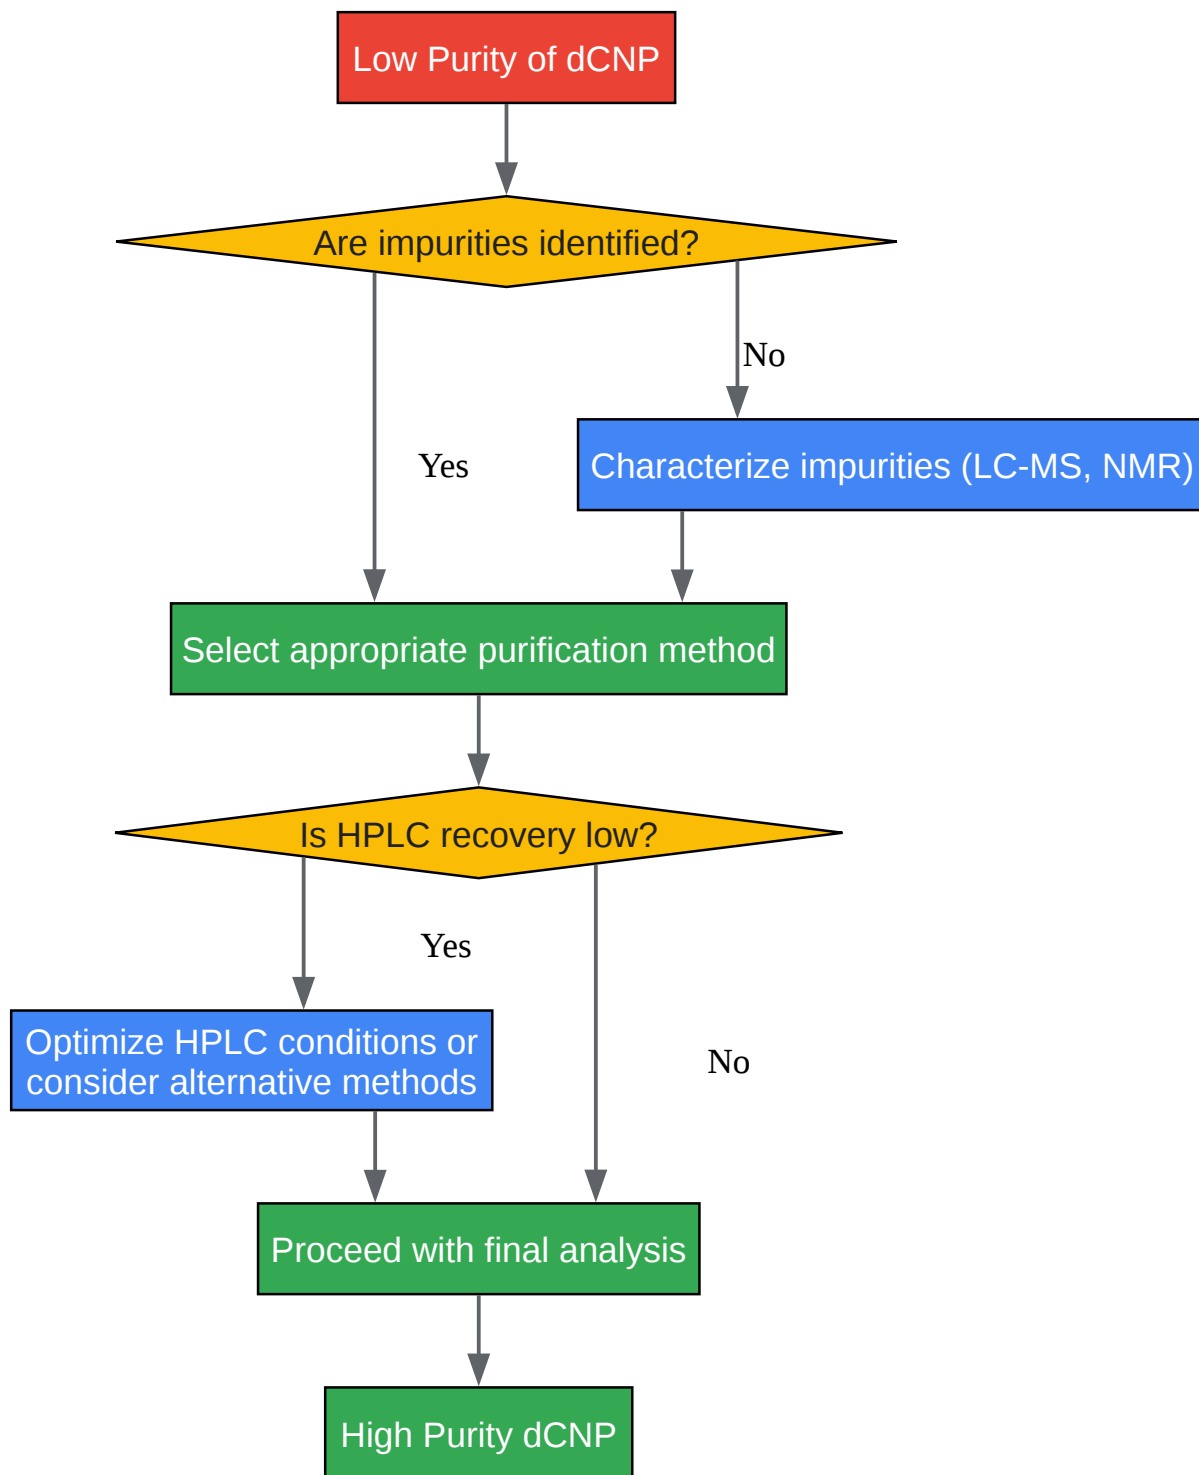 Low Purity of dCNP
Are impurities identified?
No
Yes
Characterize impurities (LC-MS, NMR)
Select appropriate purification method
Is HPLC recovery low?
Yes
Optimize HPLC conditions or
consider alternative methods
No
Proceed with final analysis
High Purity dCNP